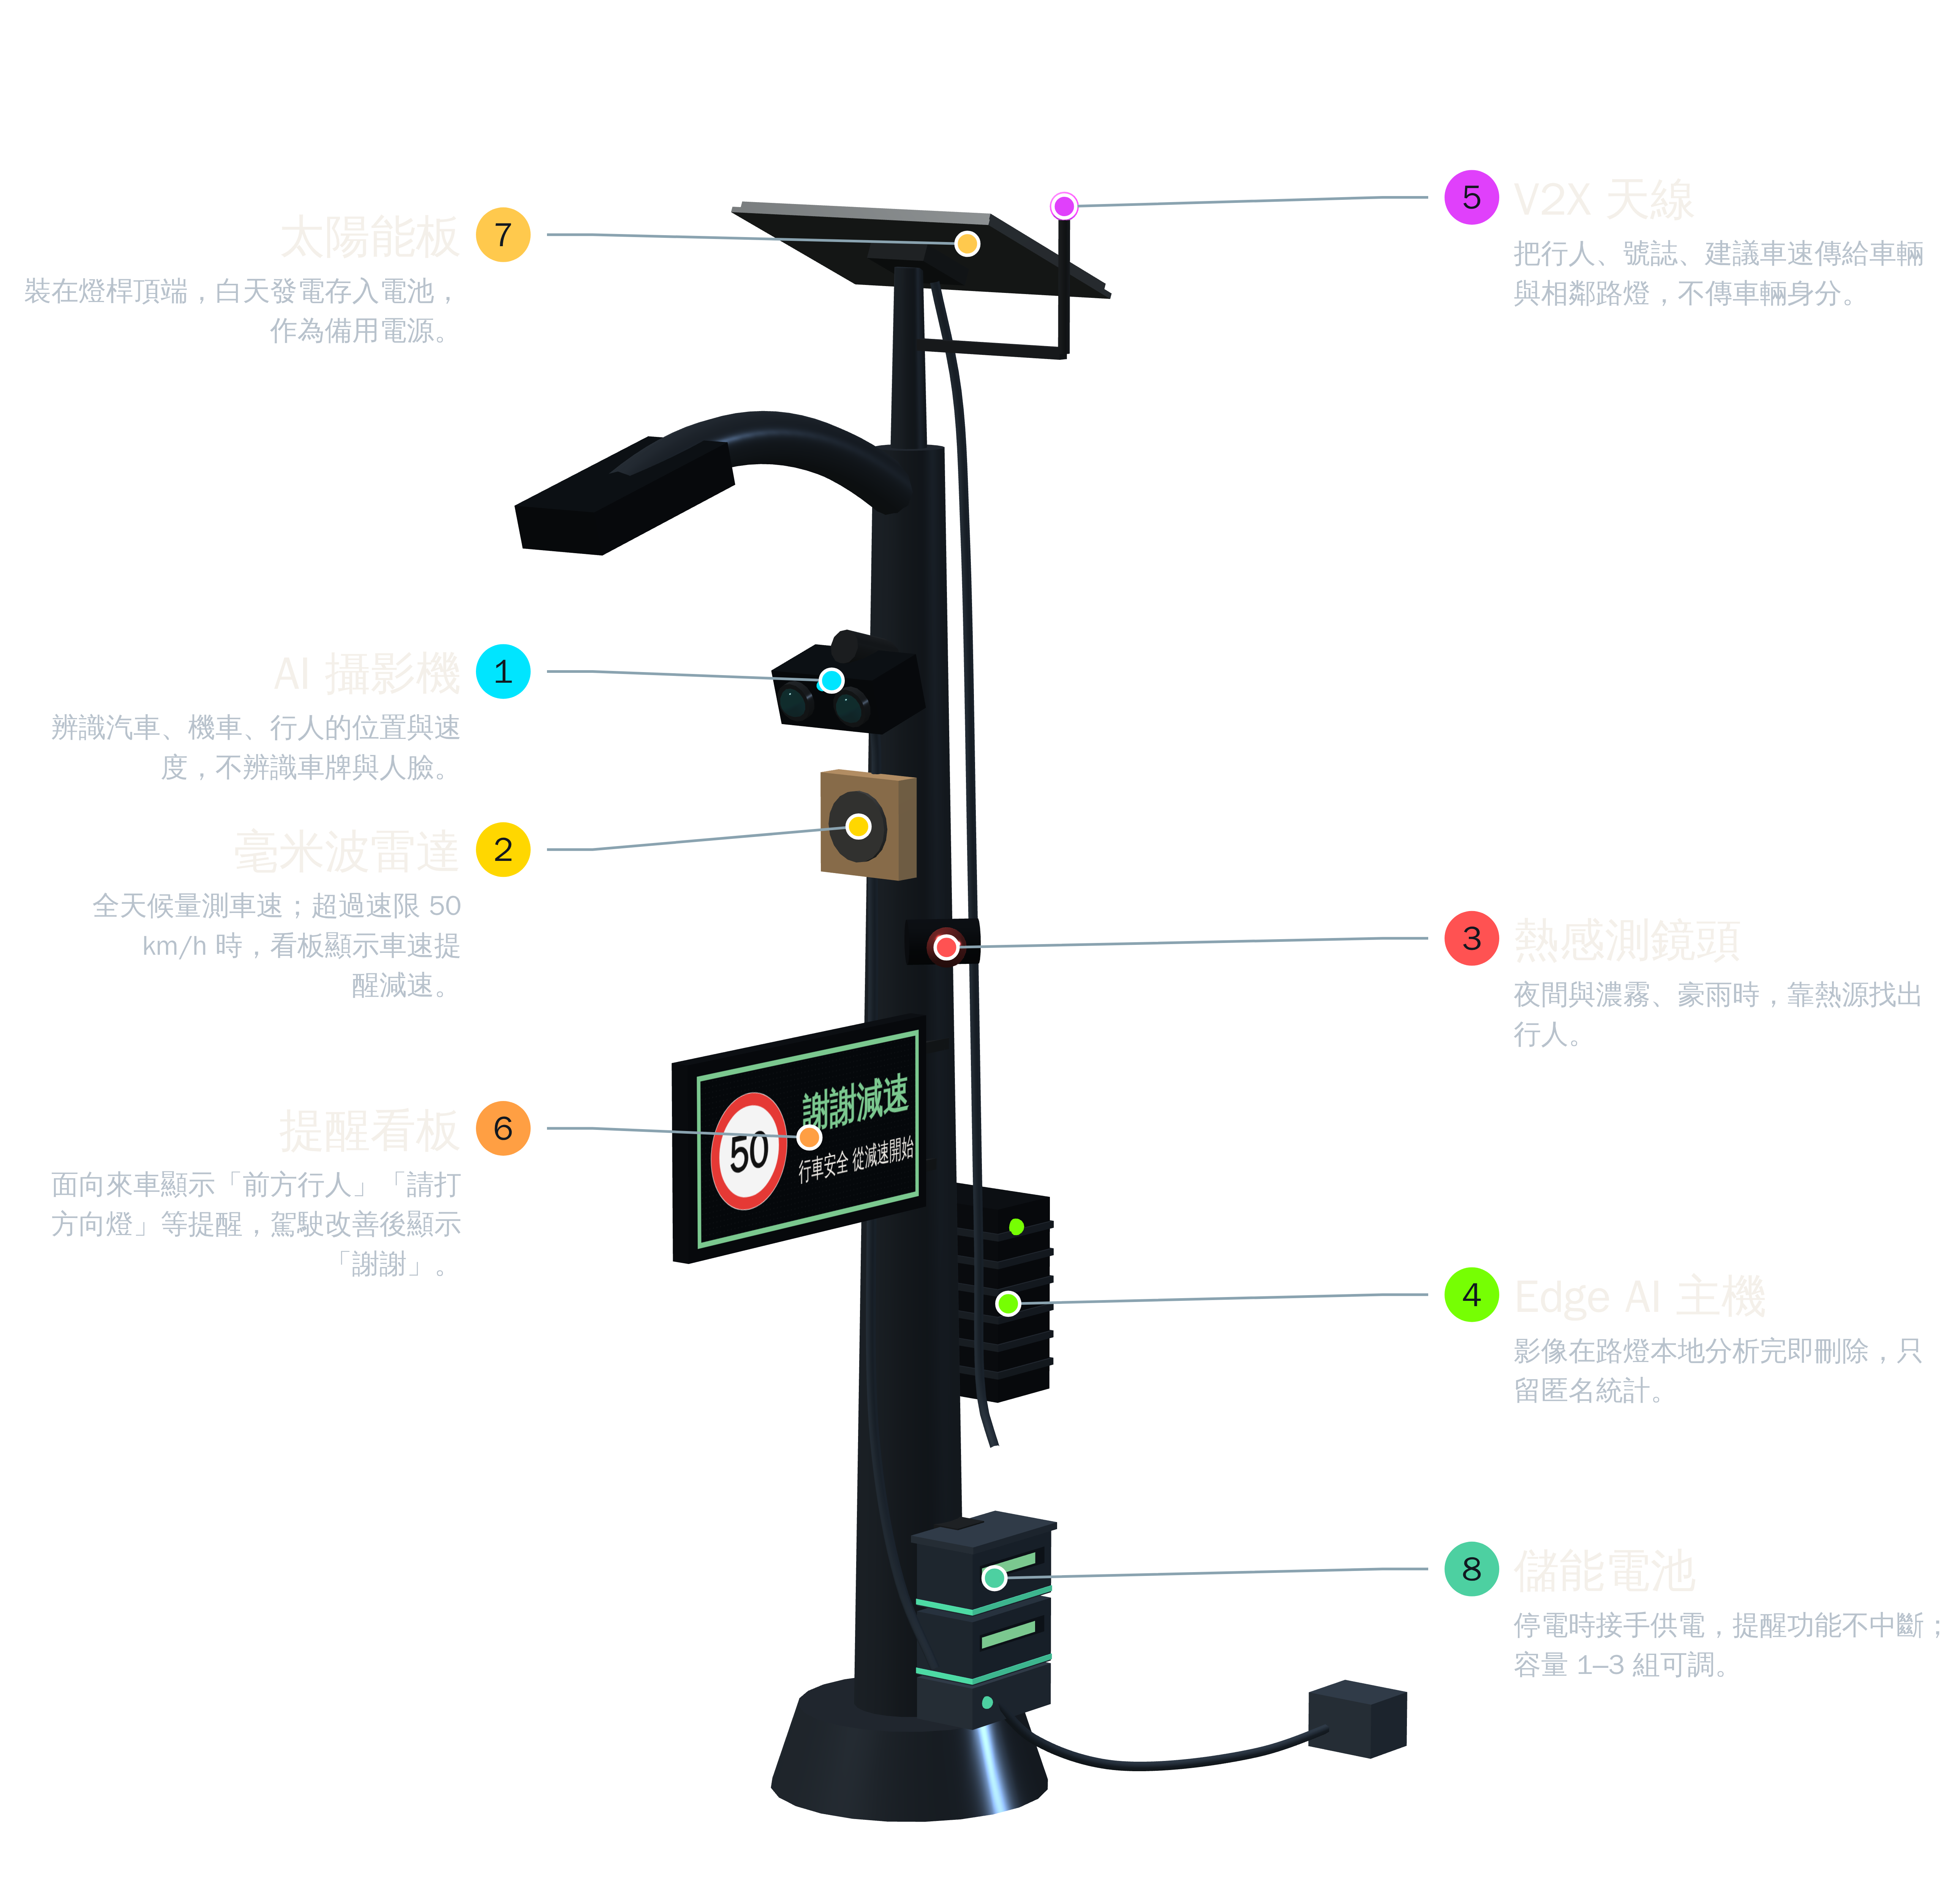 太陽能板
7
裝在燈桿頂端，白天發電存入電池，
作為備用電源。
5
V2X 天線
把行人、號誌、建議車速傳給車輛
與相鄰路燈，不傳車輛身分。
AI 攝影機
1
辨識汽車、機車、行人的位置與速
度，不辨識車牌與人臉。
毫米波雷達
2
全天候量測車速；超過速限 50
km/h 時，看板顯示車速提
醒減速。
3
熱感測鏡頭
夜間與濃霧、豪雨時，靠熱源找出
行人。
提醒看板
6
面向來車顯示「前方行人」「請打
方向燈」等提醒，駕駛改善後顯示
「謝謝」。
50
謝謝減速
行車安全 從減速開始
4
Edge AI 主機
影像在路燈本地分析完即刪除，只
留匿名統計。
8
儲能電池
停電時接手供電，提醒功能不中斷；
容量 1–3 組可調。